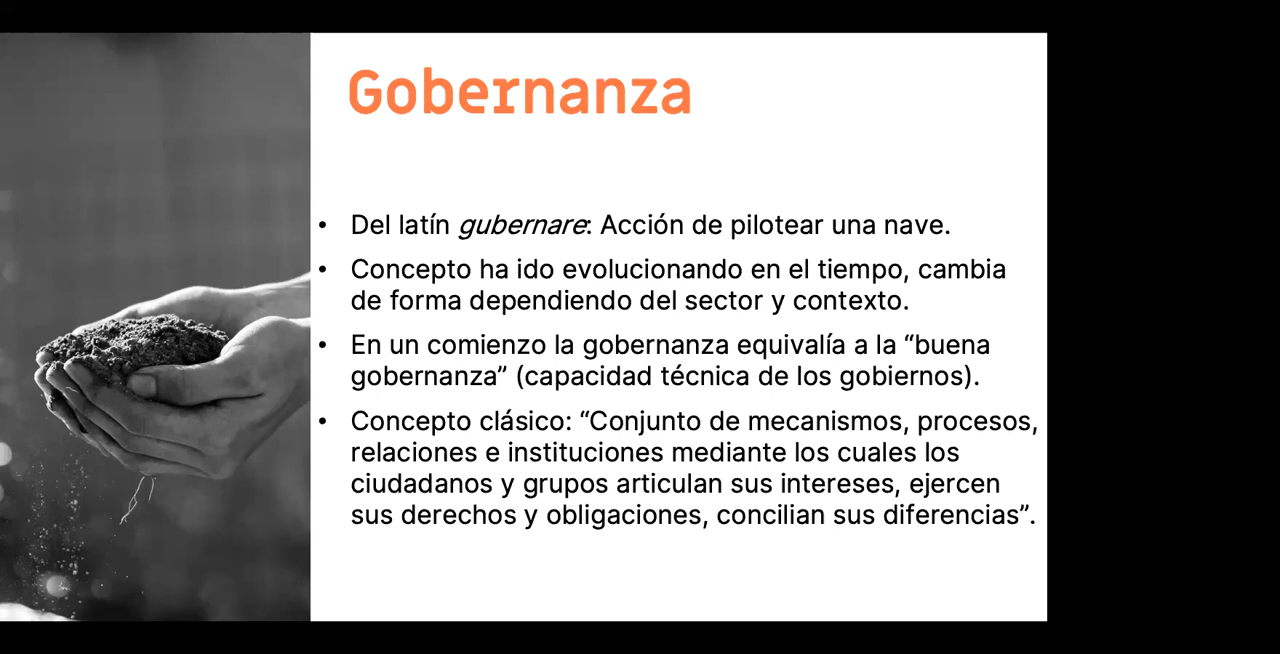 Gobernanza
• Del latín gubernare: Acción de pilotear una nave.
• Concepto ha ido evolucionando en el tiempo, cambia
de forma dependiendo del sector y contexto.
• En un comienzo la gobernanza equivalía a la “buena
gobernanza” (capacidad técnica de los gobiernos).
• Concepto clásico: “Conjunto de mecanismos, procesos,
relaciones e instituciones mediante los cuales los
ciudadanos y grupos articulan sus intereses, ejercen
sus derechos y obligaciones, concilian sus diferencias”.